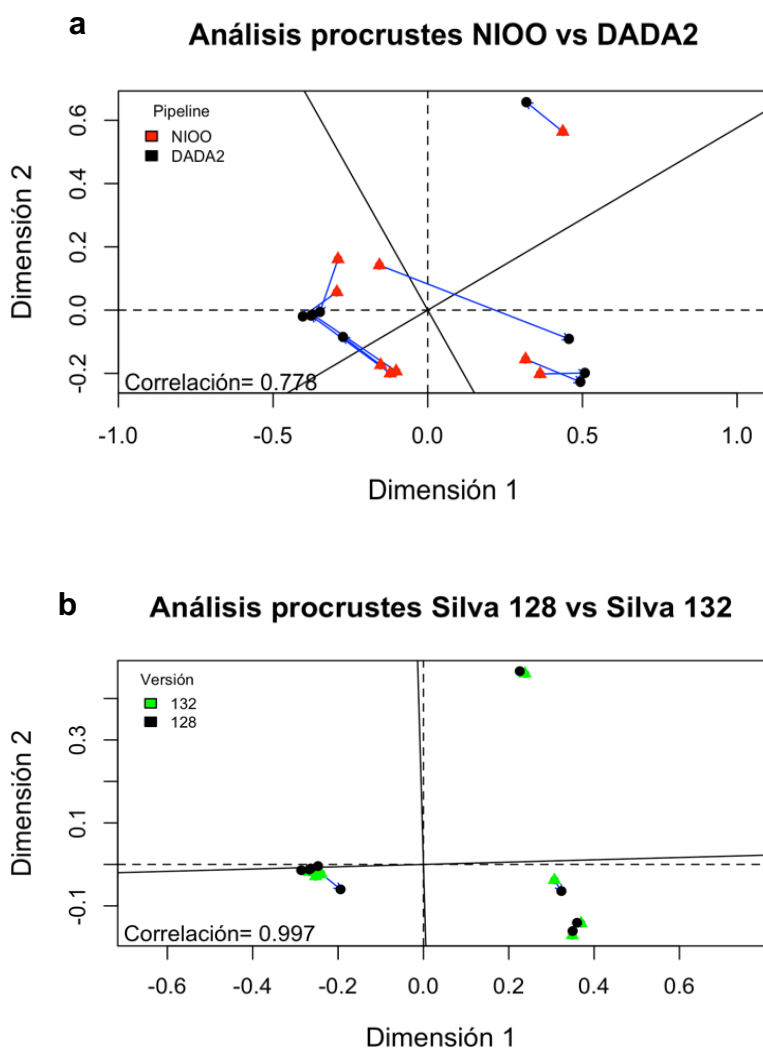 a
Análisis procrustes NIOO vs DADA2
Pipeline
NIOO
DADA2
Dimensión 2
0.6
0.4
0.2
0.0
-0.2
Correlación= 0.778
-1.0 -0.5 0.0 0.5 1.0
Dimensión 1
b
Análisis procrustes Silva 128 vs Silva 132
Versión
132
128
Dimensión 2
0.3
0.1
-0.1
Correlación= 0.997
-0.6 -0.4 -0.2 0.0 0.2 0.4 0.6
Dimensión 1